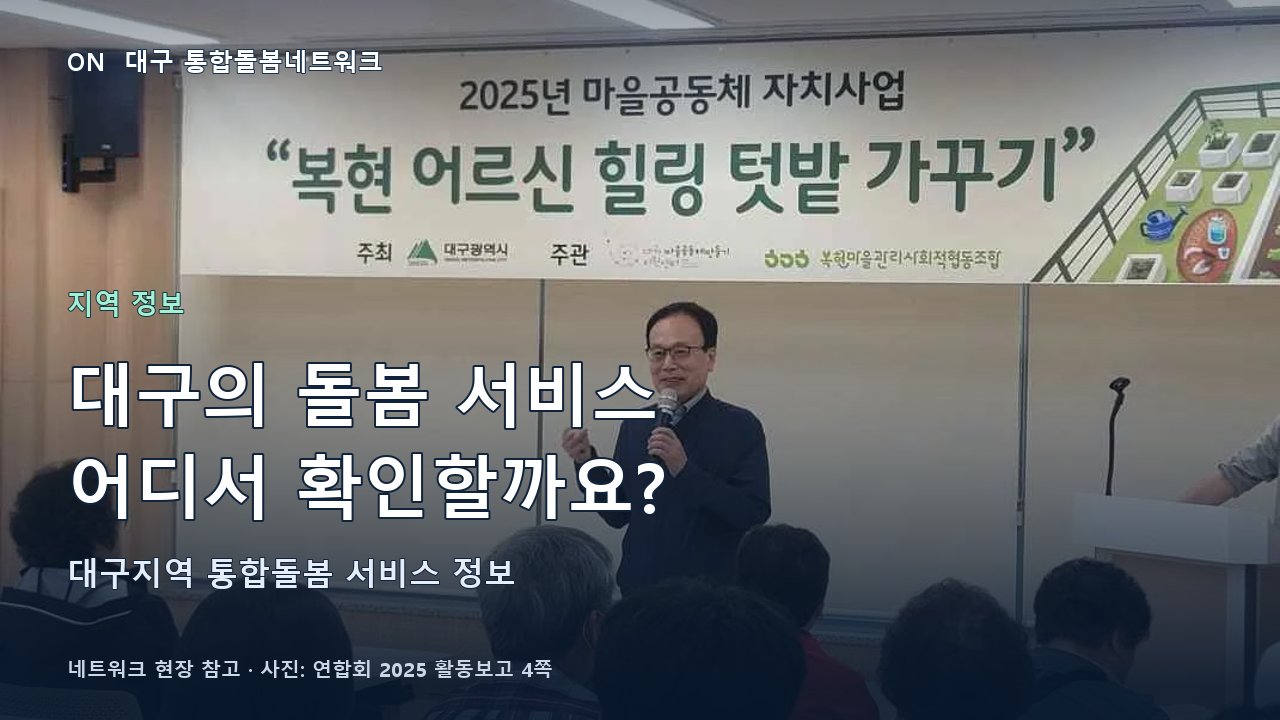 ON 대구 통합돌봄네트워크
2025년 마을공동체 자치사업
“복현 어르신 힐링 텃밭 가꾸기”
주최 대구광역시 주관 복현마을관리사회적협동조합
지역 정보
대구의 돌봄 서비스
어디서 확인할까요?
대구지역 통합돌봄 서비스 정보
네트워크 현장 참고 · 사진: 연합회 2025 활동보고 4쪽